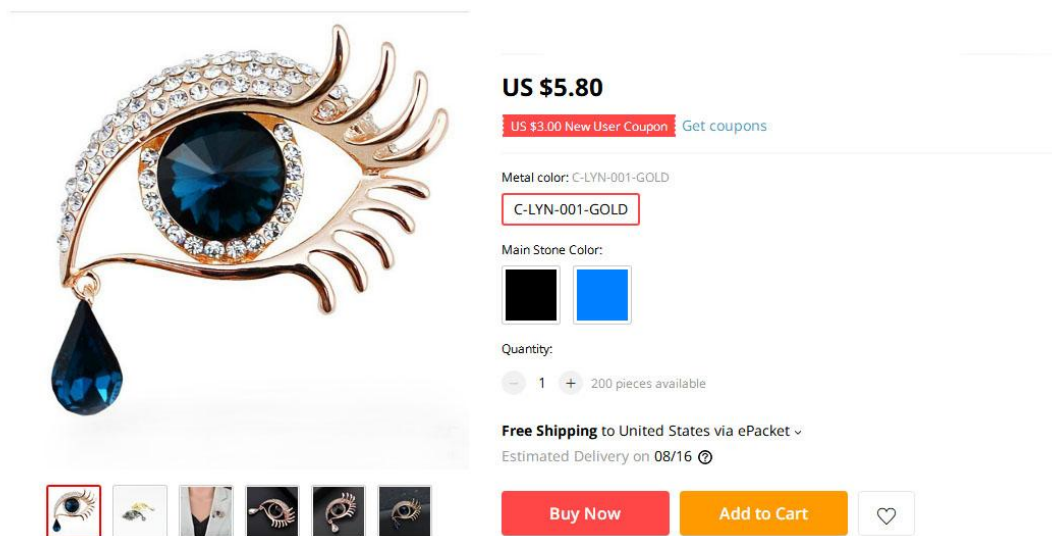 US $5.80
US $3.00 New User Coupon Get coupons
Metal color: C-LYN-001-GOLD
C-LYN-001-GOLD
Main Stone Color:
Quantity:
− 1 + 200 pieces available
Free Shipping to United States via ePacket
Estimated Delivery on 08/16 ?
Buy Now Add to Cart